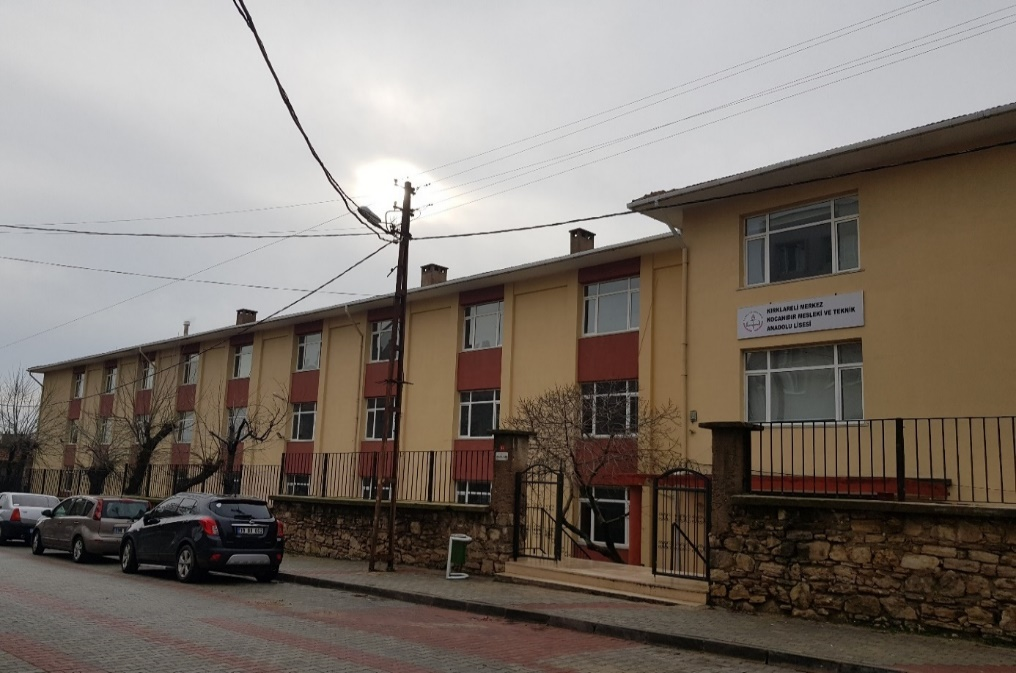 KIRKLARELİ MERKEZ
KOCAHIDIR MESLEKİ VE TEKNİK
ANADOLU LİSESİ